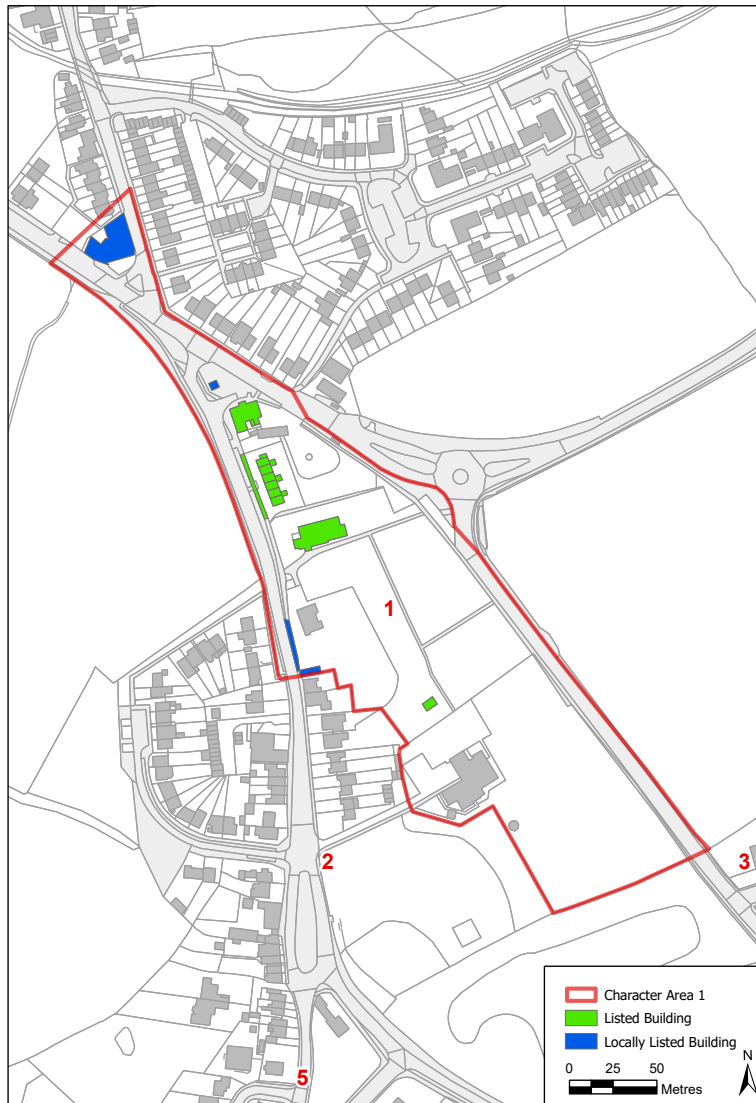 1
2
3
5
Character Area 1
Listed Building
Locally Listed Building
0 25 50
Metres
N